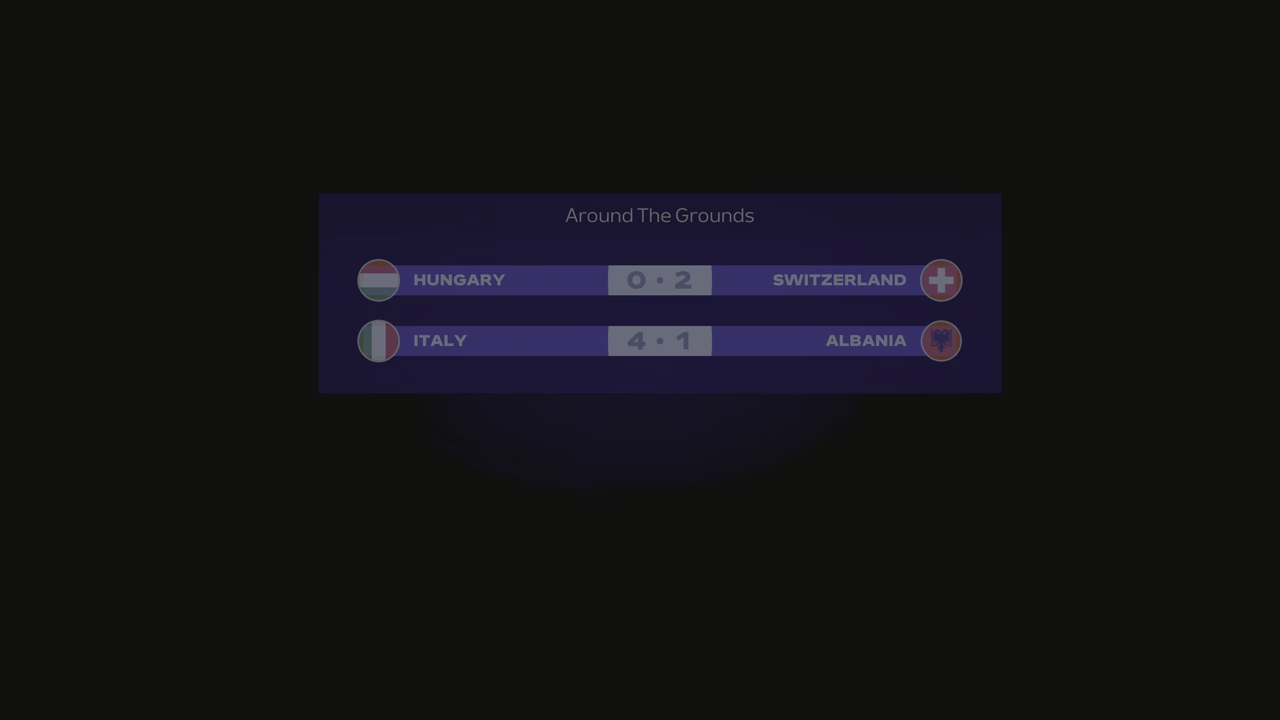 Around The Grounds
HUNGARY 0 • 2 SWITZERLAND
ITALY 4 • 1 ALBANIA